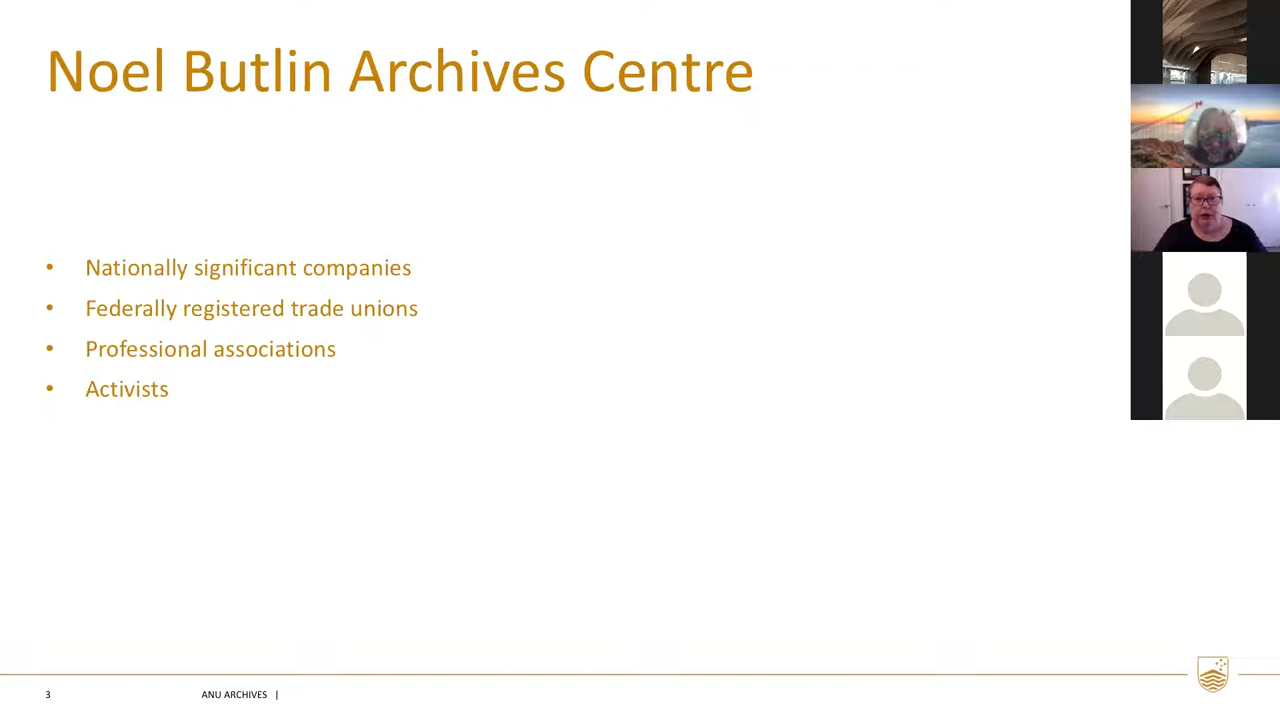 Noel Butlin Archives Centre
• Nationally significant companies
• Federally registered trade unions
• Professional associations
• Activists
3 ANU ARCHIVES |